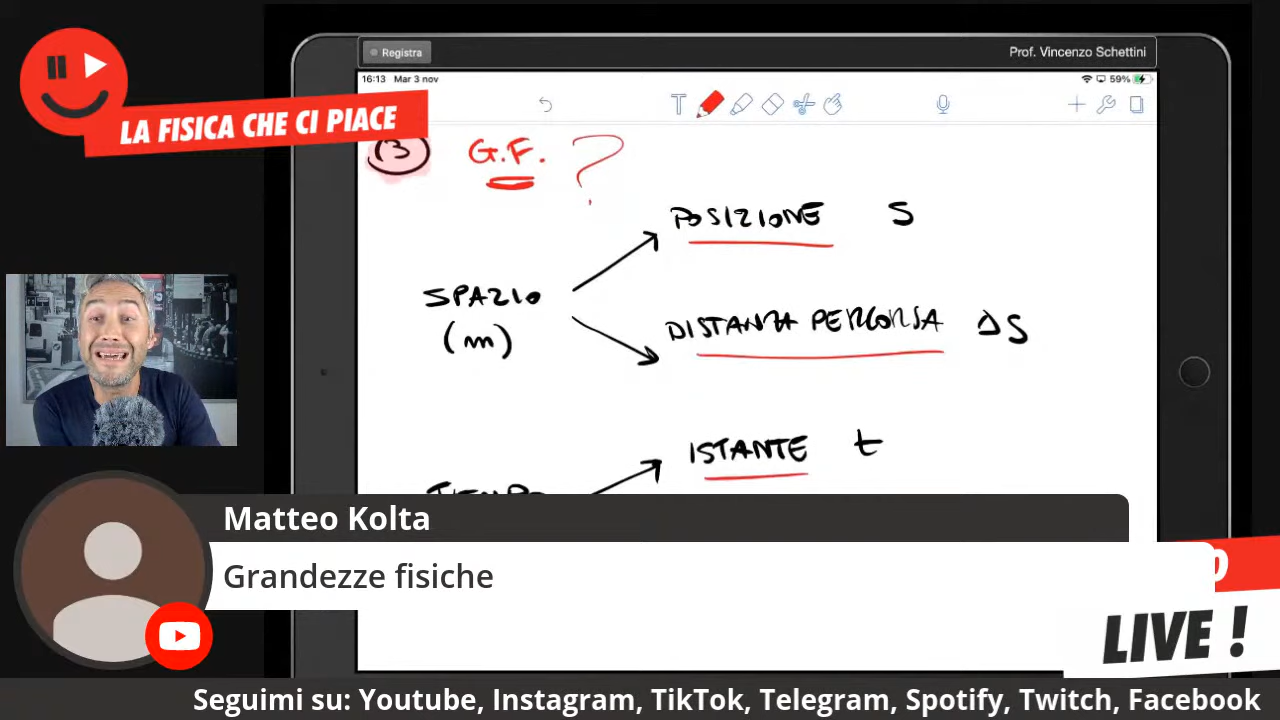 Registra
Prof. Vincenzo Schettini
16:13 Mar 3 nov
59%
LA FISICA CHE CI PIACE
T
3 G.F. ?
POSIZIONE S
SPAZIO
(m)
DISTANZA PERCORSA ΔS
ISTANTE t
Matteo Kolta
Grandezze fisiche
LIVE !
Seguimi su: Youtube, Instagram, TikTok, Telegram, Spotify, Twitch, Facebook